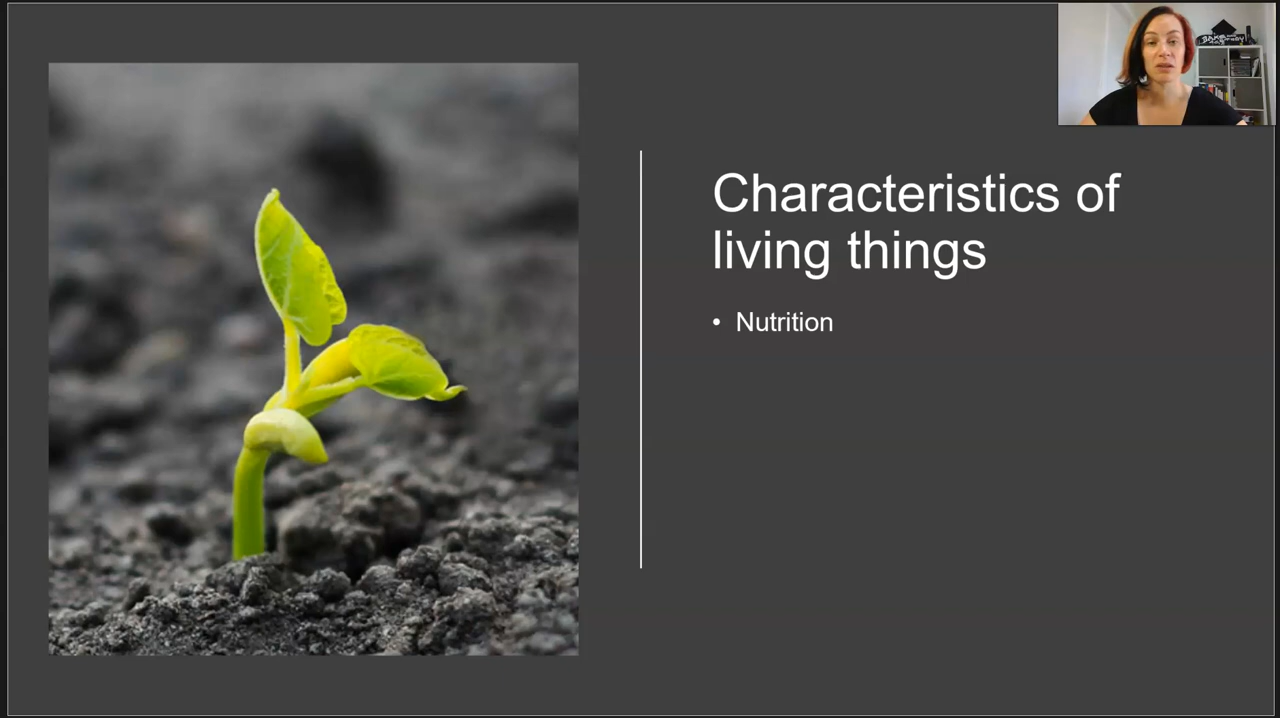 Characteristics of
living things
• Nutrition